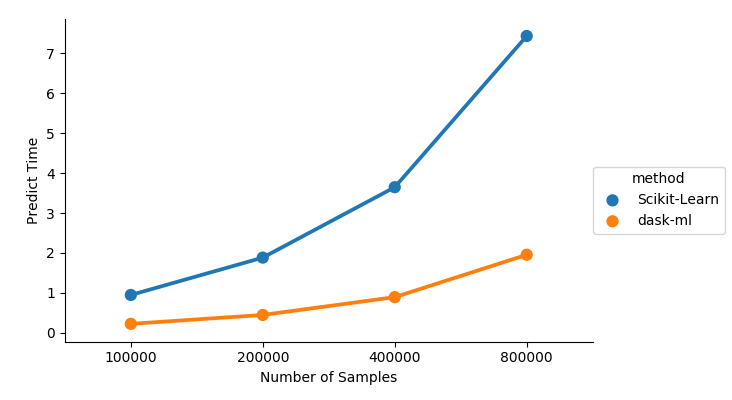 7
6
5
4
3
2
1
0
Predict Time
100000 200000 400000 800000
Number of Samples
method
Scikit-Learn
dask-ml